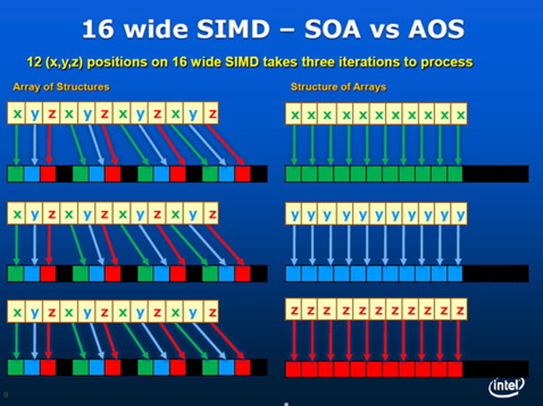 16 wide SIMD – SOA vs AOS
12 (x,y,z) positions on 16 wide SIMD takes three iterations to process
Array of Structures
Structure of Arrays
x y z x y z x y z x y z
x x x x x x x x x x
x y z x y z x y z x y z
y y y y y y y y y y
x y z x y z x y z x y z
z z z z z z z z z z
9
intel